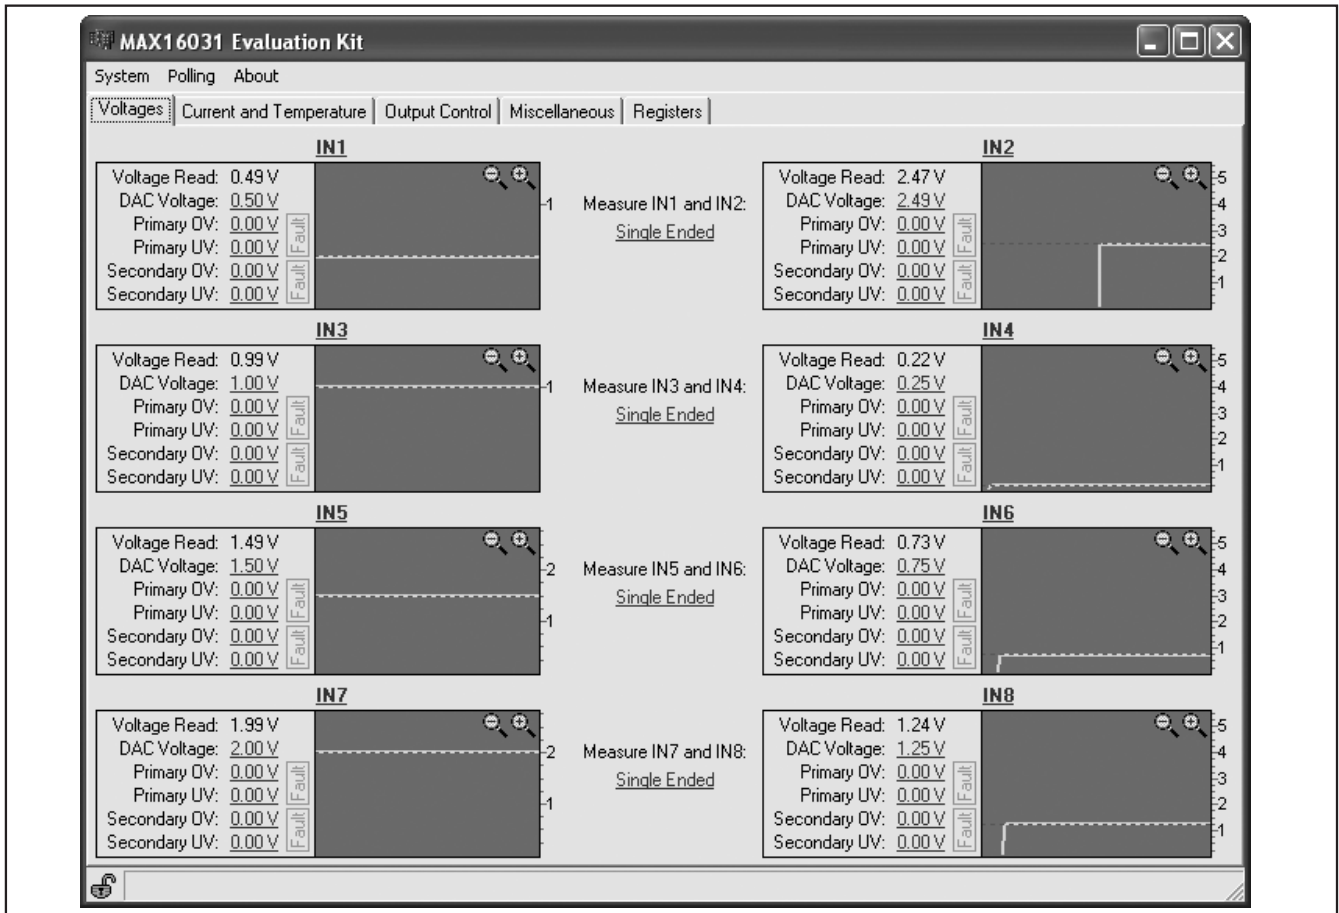 MAX16031 Evaluation Kit
System Polling About
Voltages Current and Temperature Output Control Miscellaneous Registers
IN1
Voltage Read: 0.49 V
DAC Voltage: 0.50 V
Primary OV: 0.00 V
Primary UV: 0.00 V
Fault
Secondary OV: 0.00 V
Secondary UV: 0.00 V
Fault
1
Measure IN1 and IN2:
Single Ended
IN2
Voltage Read: 2.47 V
DAC Voltage: 2.49 V
Primary OV: 0.00 V
Primary UV: 0.00 V
Fault
Secondary OV: 0.00 V
Secondary UV: 0.00 V
Fault
5
4
3
2
1
IN3
Voltage Read: 0.99 V
DAC Voltage: 1.00 V
Primary OV: 0.00 V
Primary UV: 0.00 V
Fault
Secondary OV: 0.00 V
Secondary UV: 0.00 V
Fault
1
Measure IN3 and IN4:
Single Ended
IN4
Voltage Read: 0.22 V
DAC Voltage: 0.25 V
Primary OV: 0.00 V
Primary UV: 0.00 V
Fault
Secondary OV: 0.00 V
Secondary UV: 0.00 V
Fault
5
4
3
2
1
IN5
Voltage Read: 1.49 V
DAC Voltage: 1.50 V
Primary OV: 0.00 V
Primary UV: 0.00 V
Fault
Secondary OV: 0.00 V
Secondary UV: 0.00 V
Fault
2
1
Measure IN5 and IN6:
Single Ended
IN6
Voltage Read: 0.73 V
DAC Voltage: 0.75 V
Primary OV: 0.00 V
Primary UV: 0.00 V
Fault
Secondary OV: 0.00 V
Secondary UV: 0.00 V
Fault
5
4
3
2
1
IN7
Voltage Read: 1.99 V
DAC Voltage: 2.00 V
Primary OV: 0.00 V
Primary UV: 0.00 V
Fault
Secondary OV: 0.00 V
Secondary UV: 0.00 V
Fault
2
1
Measure IN7 and IN8:
Single Ended
IN8
Voltage Read: 1.24 V
DAC Voltage: 1.25 V
Primary OV: 0.00 V
Primary UV: 0.00 V
Fault
Secondary OV: 0.00 V
Secondary UV: 0.00 V
Fault
5
4
3
2
1